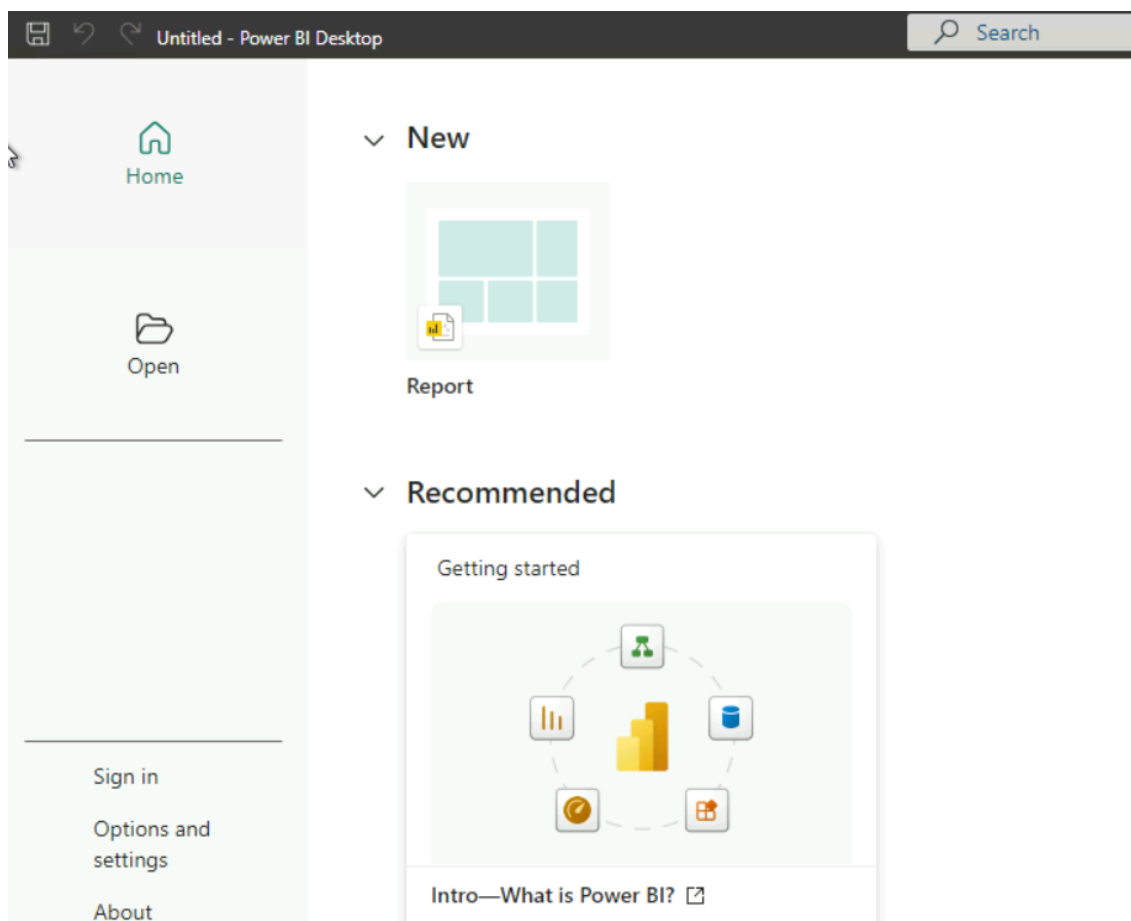 Untitled - Power BI Desktop
Search
Home
Open
Sign in
Options and
settings
About
New
Report
Recommended
Getting started
Intro—What is Power BI?